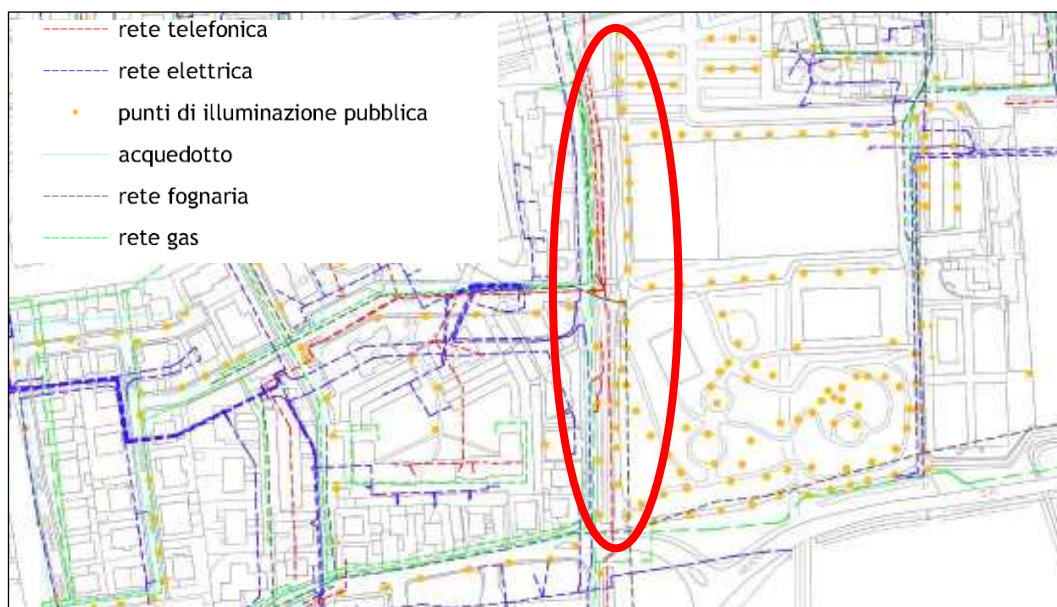 rete telefonica
rete elettrica
punti di illuminazione pubblica
acquedotto
rete fognaria
rete gas